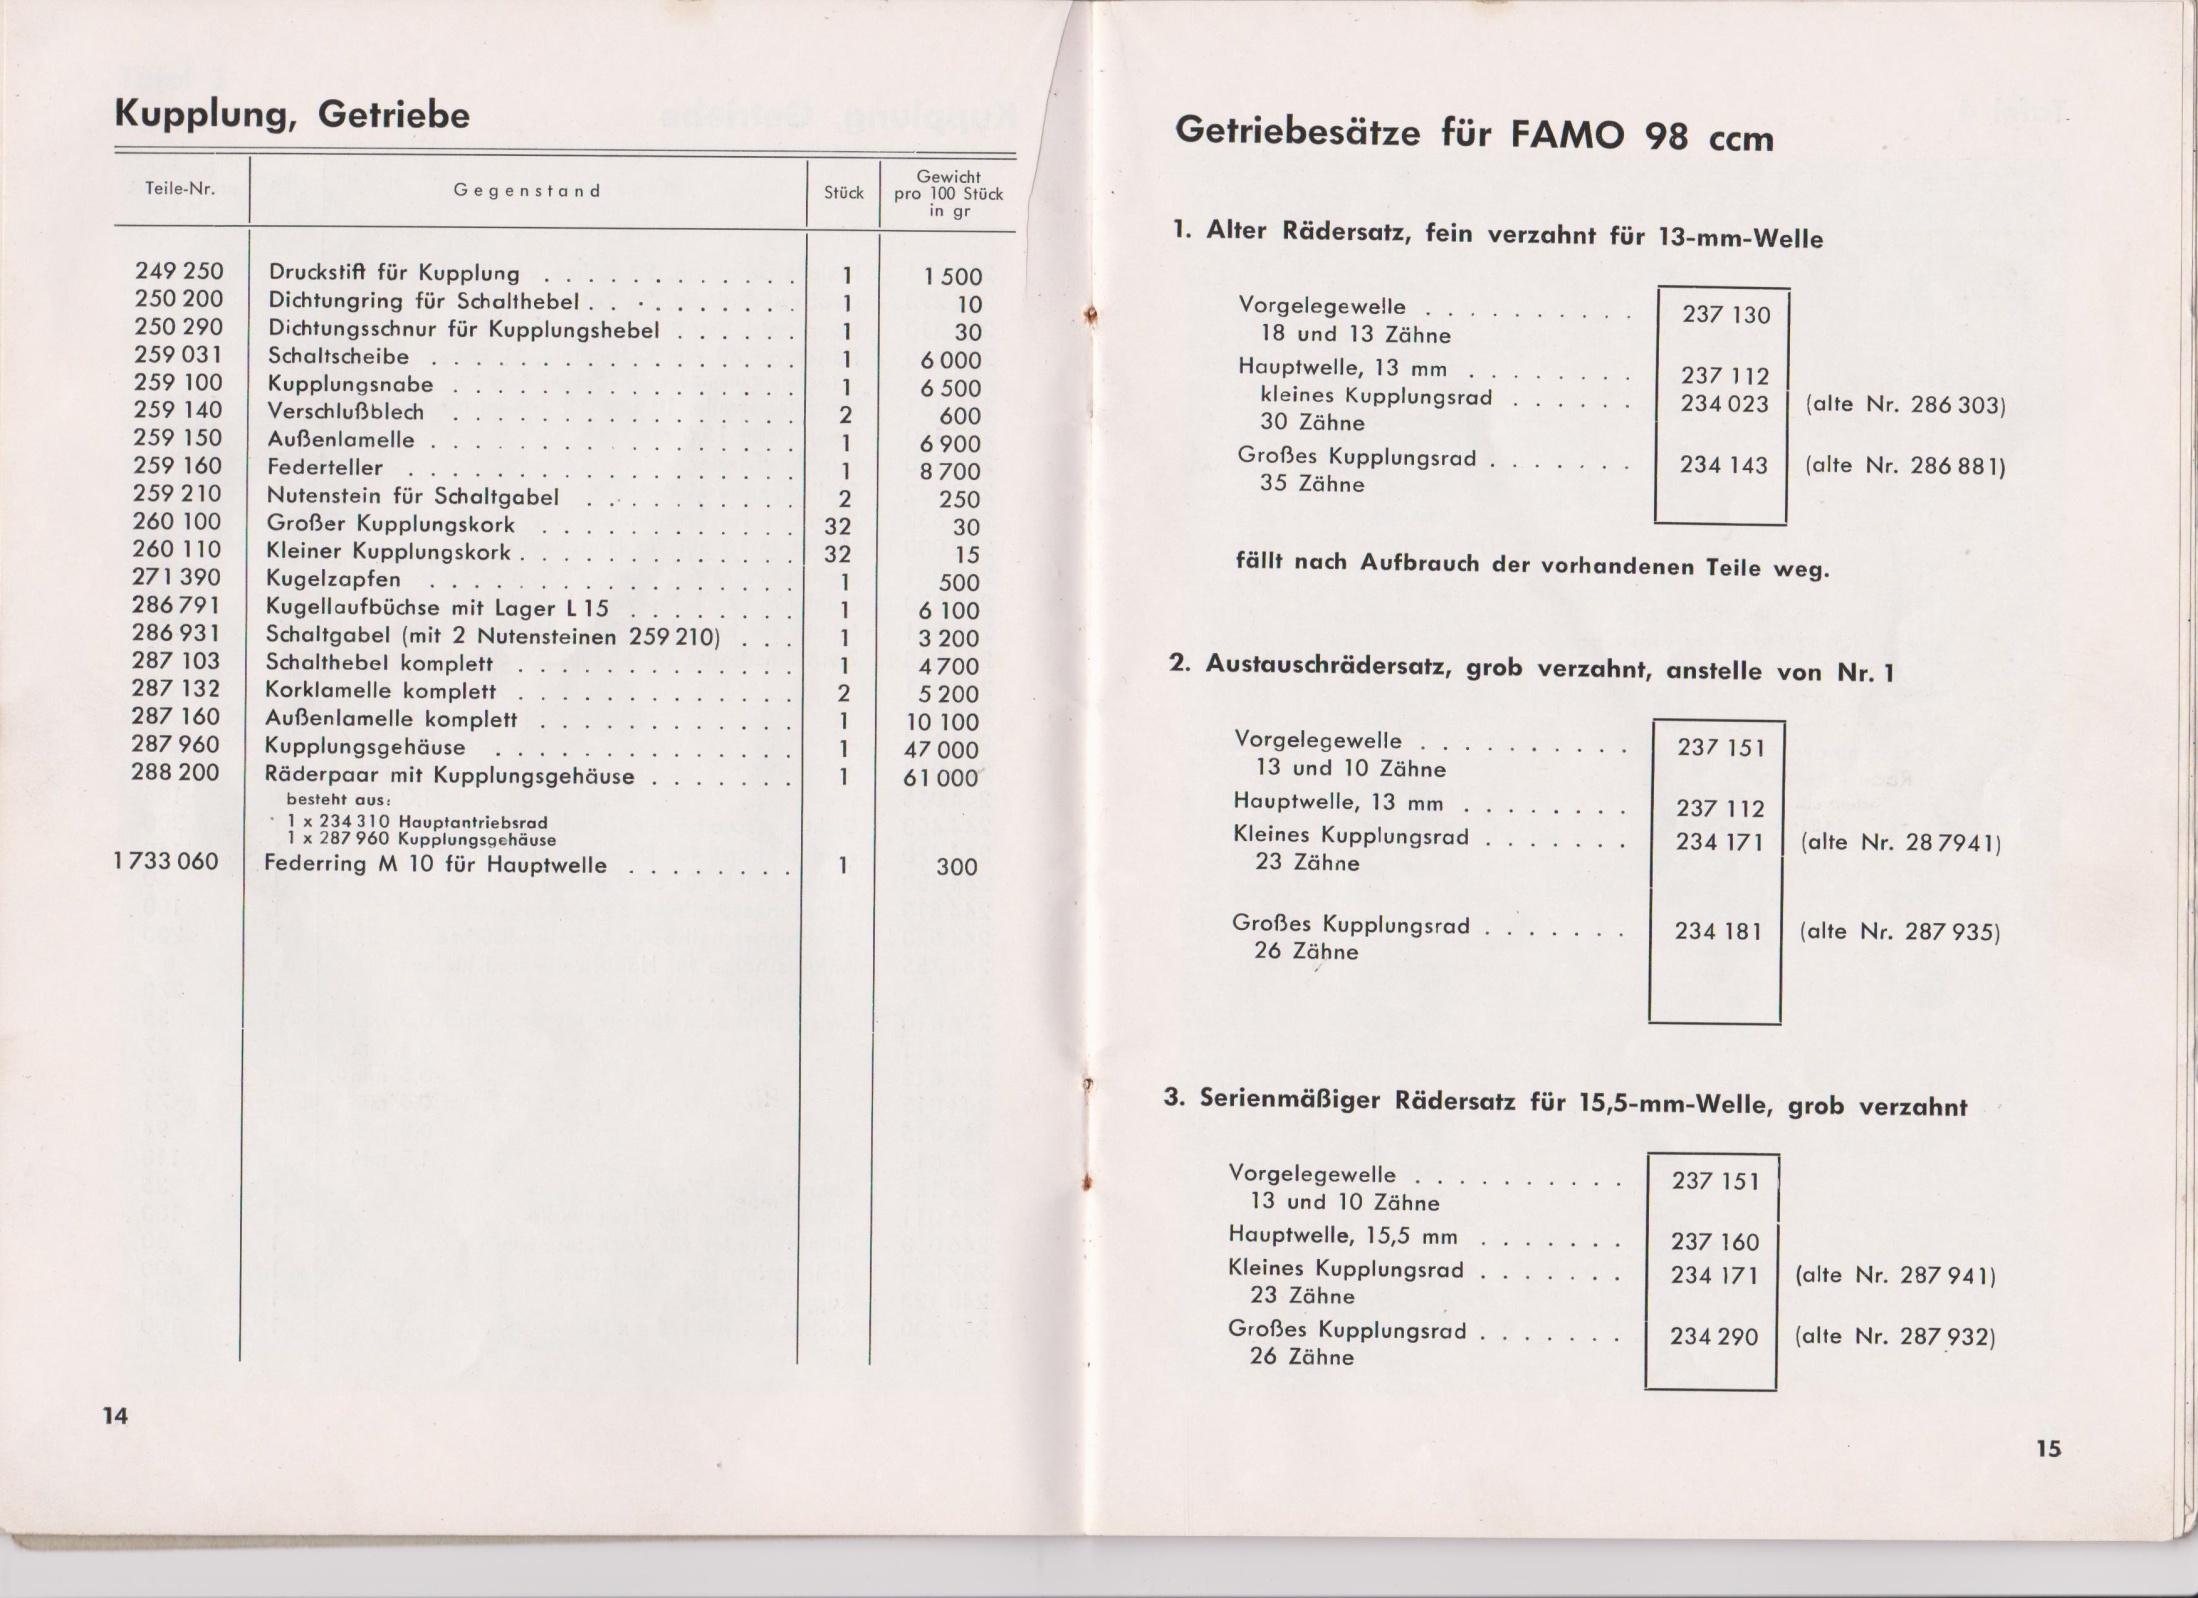 Kupplung, Getriebe
Teile-Nr. Gegenstand Stück Gewicht pro 100 Stück in gr
249 250 Druckstift für Kupplung . . . . . . . . . . . . 1 1 500
250 200 Dichtungring für Schalthebel . . . . . . . . . . 1 10
250 290 Dichtungsschnur für Kupplungshebel . . . . . . 1 30
259 031 Schaltscheibe . . . . . . . . . . . . . . . . . 1 6 000
259 100 Kupplungsnabe . . . . . . . . . . . . . . . . 1 6 500
259 140 Verschlußblech . . . . . . . . . . . . . . . . 2 600
259 150 Außenlamelle . . . . . . . . . . . . . . . . . 1 6 900
259 160 Federteller . . . . . . . . . . . . . . . . . . 1 8 700
259 210 Nutenstein für Schaltgabel . . . . . . . . . . 2 250
260 100 Großer Kupplungskork . . . . . . . . . . . . 32 30
260 110 Kleiner Kupplungskork . . . . . . . . . . . . . 32 15
271 390 Kugelzapfen . . . . . . . . . . . . . . . . . 1 500
286 791 Kugellaufbüchse mit Lager L 15 . . . . . . . . 1 6 100
286 931 Schaltgabel (mit 2 Nutensteinen 259 210) . . . 1 3 200
287 103 Schalthebel komplett . . . . . . . . . . . . . 1 4 700
287 132 Korklamelle komplett . . . . . . . . . . . . . 2 5 200
287 160 Außenlamelle komplett . . . . . . . . . . . . 1 10 100
287 960 Kupplungsgehäuse . . . . . . . . . . . . . . 1 47 000
288 200 Räderpaar mit Kupplungsgehäuse . . . . . . . 1 61 000
besteht aus:
1 x 234 310 Hauptantriebsrad
1 x 287 960 Kupplungsgehäuse
1 733 060 Federring M 10 für Hauptwelle . . . . . . . . 1 300
14
Getriebesätze für FAMO 98 ccm
1. Alter Rädersatz, fein verzahnt für 13-mm-Welle
Vorgelegewelle . . . . . . . . . . 237 130
18 und 13 Zähne
Hauptwelle, 13 mm . . . . . . . . 237 112
kleines Kupplungsrad . . . . . . 234 023 (alte Nr. 286 303)
30 Zähne
Großes Kupplungsrad . . . . . . . 234 143 (alte Nr. 286 881)
35 Zähne
fällt nach Aufbrauch der vorhandenen Teile weg.
2. Austauschrädersatz, grob verzahnt, anstelle von Nr. 1
Vorgelegewelle . . . . . . . . . . 237 151
13 und 10 Zähne
Hauptwelle, 13 mm . . . . . . . . 237 112
Kleines Kupplungsrad . . . . . . . 234 171 (alte Nr. 28 7941)
23 Zähne
Großes Kupplungsrad . . . . . . . 234 181 (alte Nr. 287 935)
26 Zähne
3. Serienmäßiger Rädersatz für 15,5-mm-Welle, grob verzahnt
Vorgelegewelle . . . . . . . . . . 237 151
13 und 10 Zähne
Hauptwelle, 15,5 mm . . . . . . . 237 160
Kleines Kupplungsrad . . . . . . . 234 171 (alte Nr. 287 941)
23 Zähne
Großes Kupplungsrad . . . . . . . 234 290 (alte Nr. 287 932)
26 Zähne
15